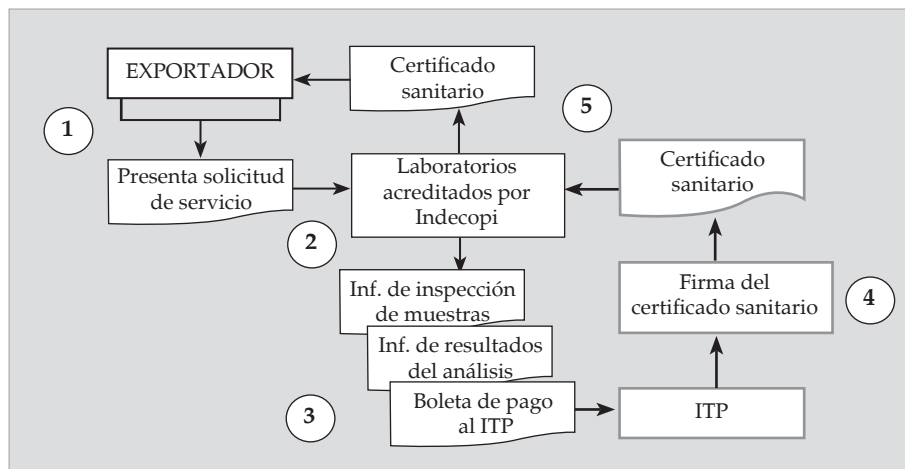 EXPORTADOR
Certificado
sanitario
1
5
Presenta solicitud
de servicio
Laboratorios
acreditados por
Indecopi
Certificado
sanitario
2
Inf. de inspección
de muestras
Firma del
certificado sanitario
4
Inf. de resultados
del análisis
3
Boleta de pago
al ITP
ITP